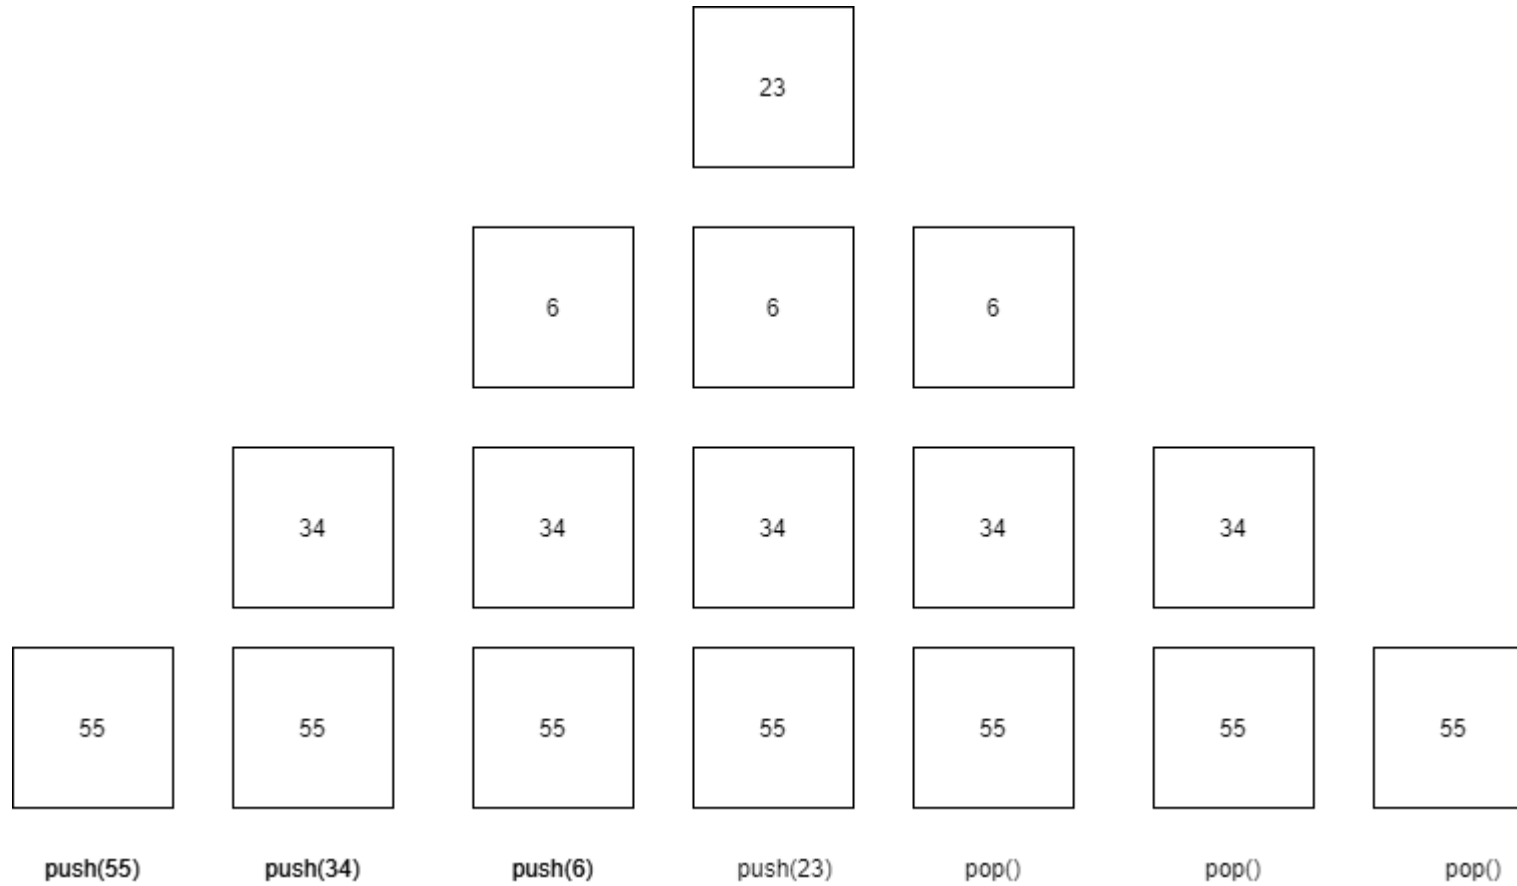 23
6 6 6
34 34 34 34 34
55 55 55 55 55 55 55
push(55) push(34) push(6) push(23) pop() pop() pop()